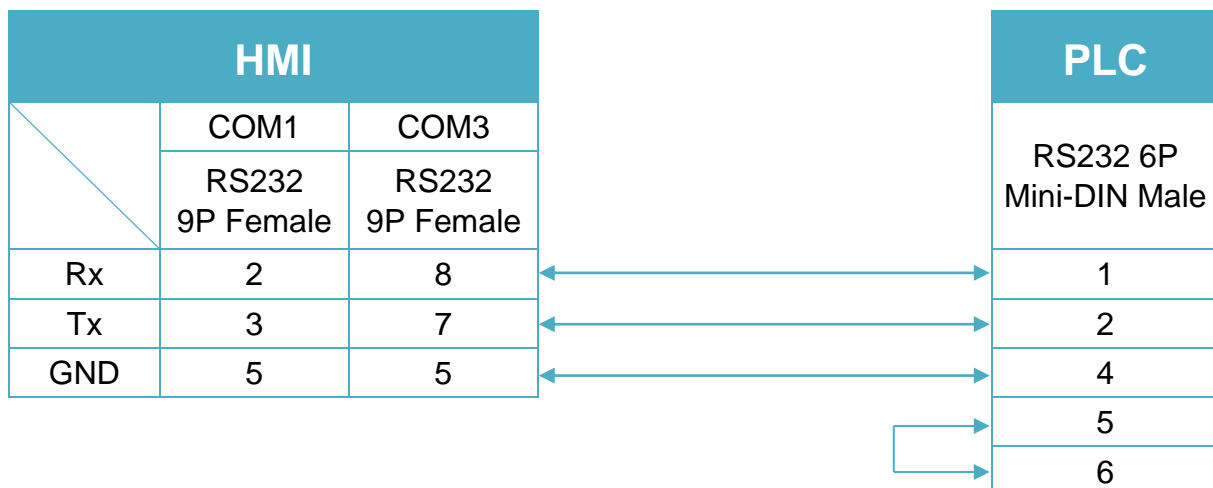 HMI
PLC
COM1 COM3
RS232
9P Female
RS232
9P Female
RS232 6P
Mini-DIN Male
Rx 2 8 1
Tx 3 7 2
GND 5 5 4
5
6